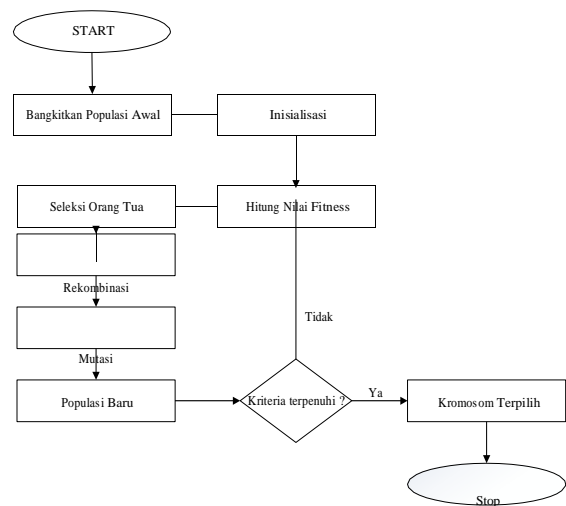 START
Bangkitkan Populasi Awal
Inisialisasi
Seleksi Orang Tua
Hitung Nilai Fitness
Rekombinasi
Tidak
Mutasi
Populasi Baru
Kriteria terpenuhi ?
Ya
Kromosom Terpilih
Stop